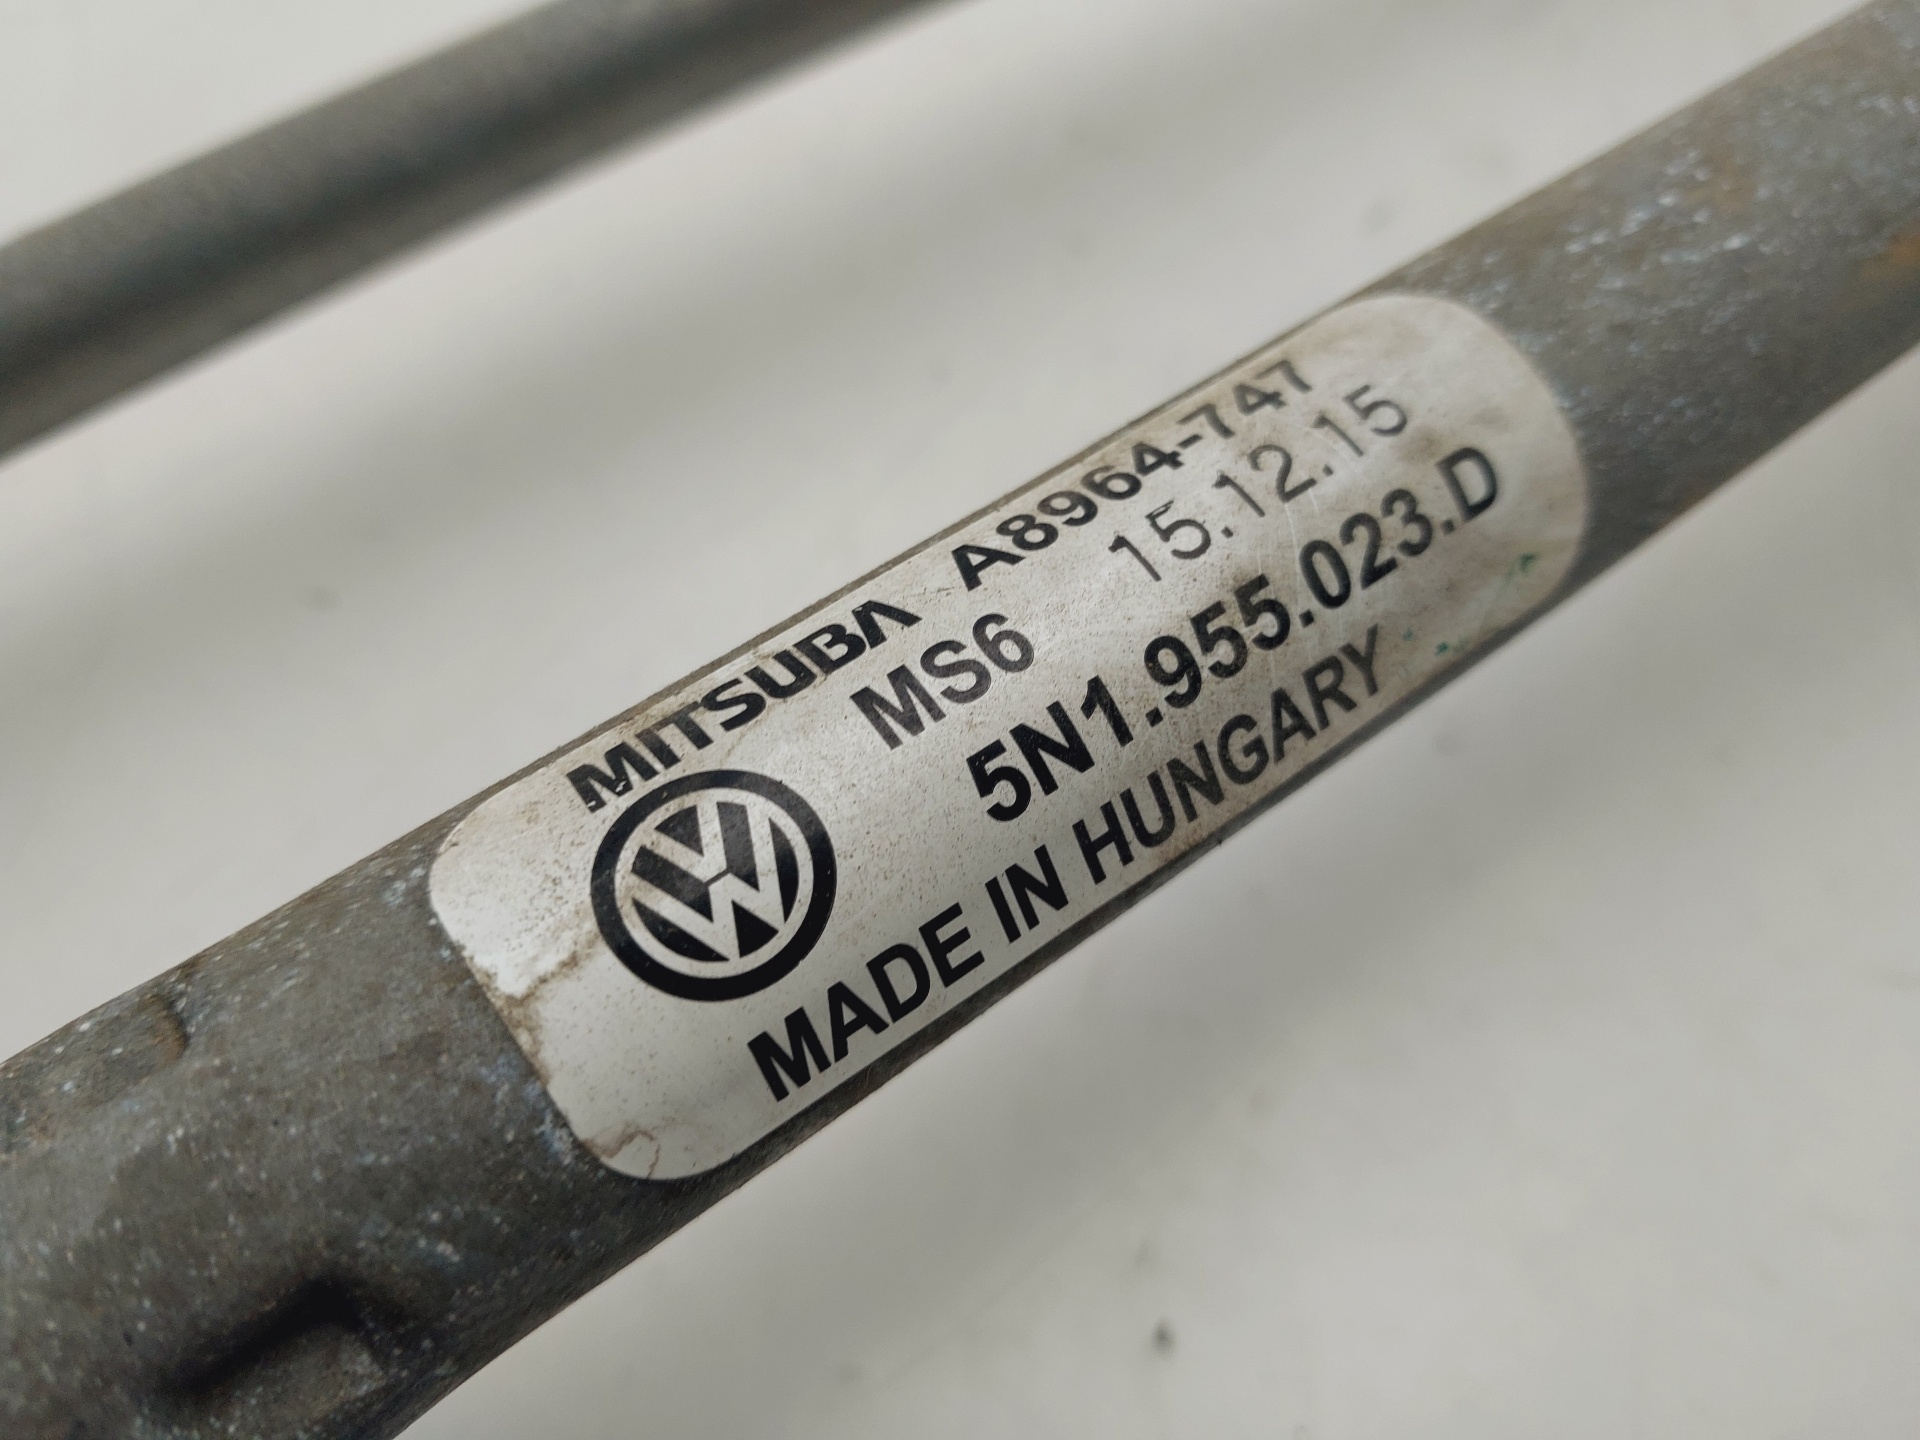 MITSUBA A8964-747
MS6 15.12.15
5N1.955.023.D
MADE IN HUNGARY